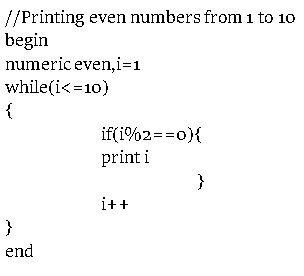 //Printing even numbers from 1 to 10
begin
numeric even,i=1
while(i<=10)
{
if(i%2==0){
print i
}
i++
}
end